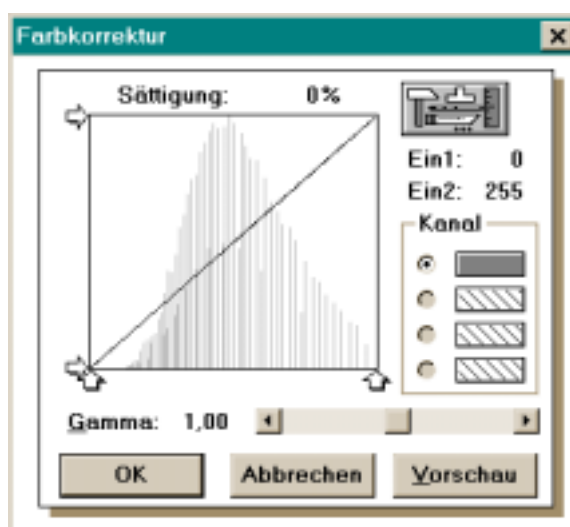 Farbkorrektur
Sättigung: 0%
Ein1: 0
Ein2: 255
Kanal
Gamma: 1,00
OK Abbrechen Vorschau